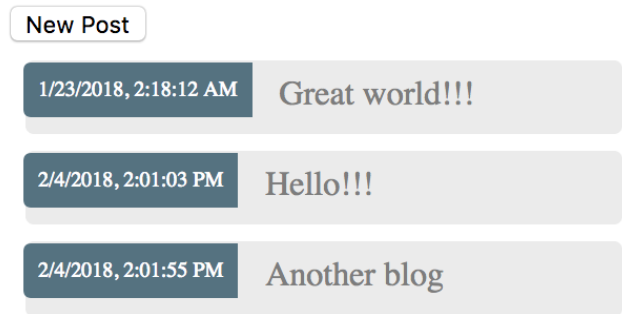 New Post
1/23/2018, 2:18:12 AM Great world!!!
2/4/2018, 2:01:03 PM Hello!!!
2/4/2018, 2:01:55 PM Another blog